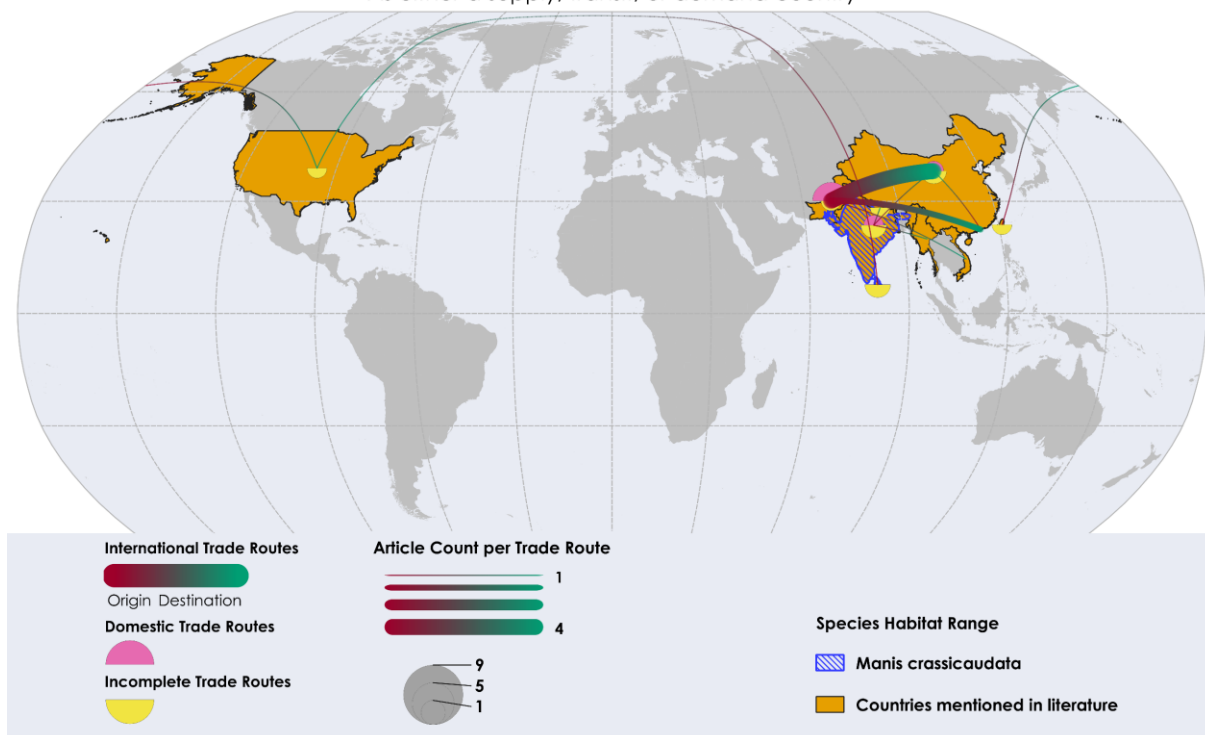 International Trade Routes
Origin Destination
Domestic Trade Routes
Incomplete Trade Routes
Article Count per Trade Route
1
4
9
5
1
Species Habitat Range
Manis crassicaudata
Countries mentioned in literature